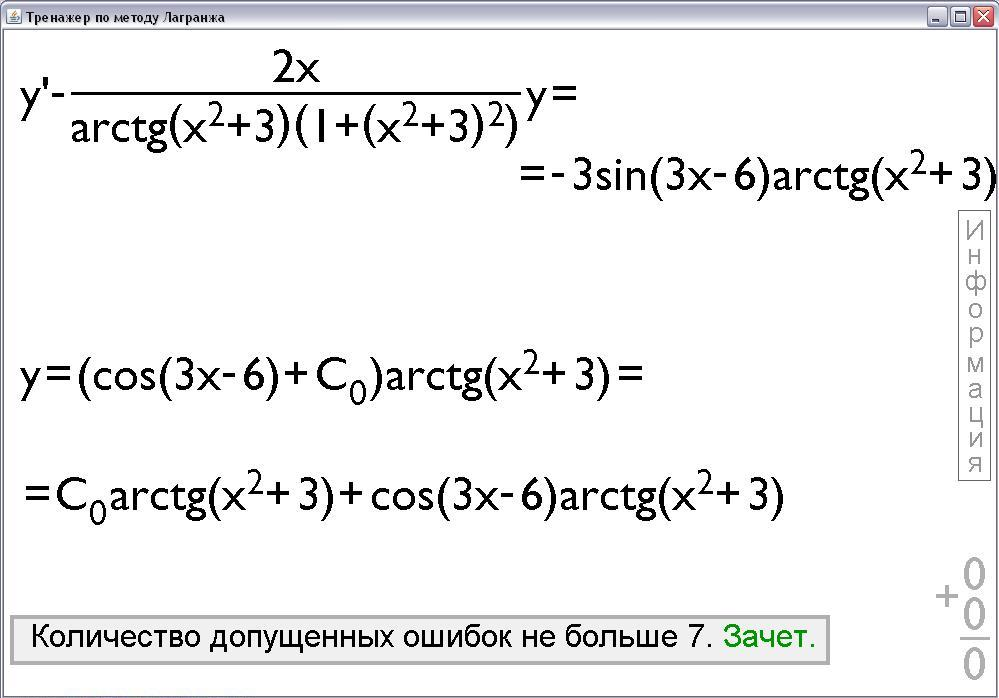 Тренажер по методу Лагранжа
y'-2x/(arctg(x²+3)(1+(x²+3)²))y=
=-3sin(3x-6)arctg(x²+3)
Информация
y=(cos(3x-6)+C₀)arctg(x²+3)=
=C₀arctg(x²+3)+cos(3x-6)arctg(x²+3)
0
+0
0
Количество допущенных ошибок не больше 7. Зачет.